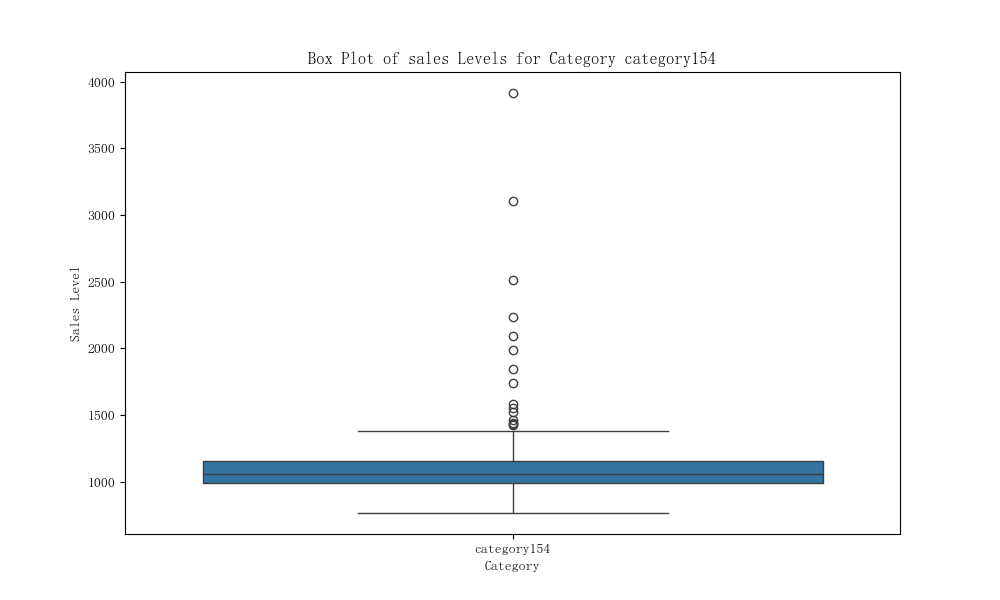 Box Plot of sales Levels for Category category154
4000
3500
3000
2500
2000
1500
1000
Sales Level
category154
Category